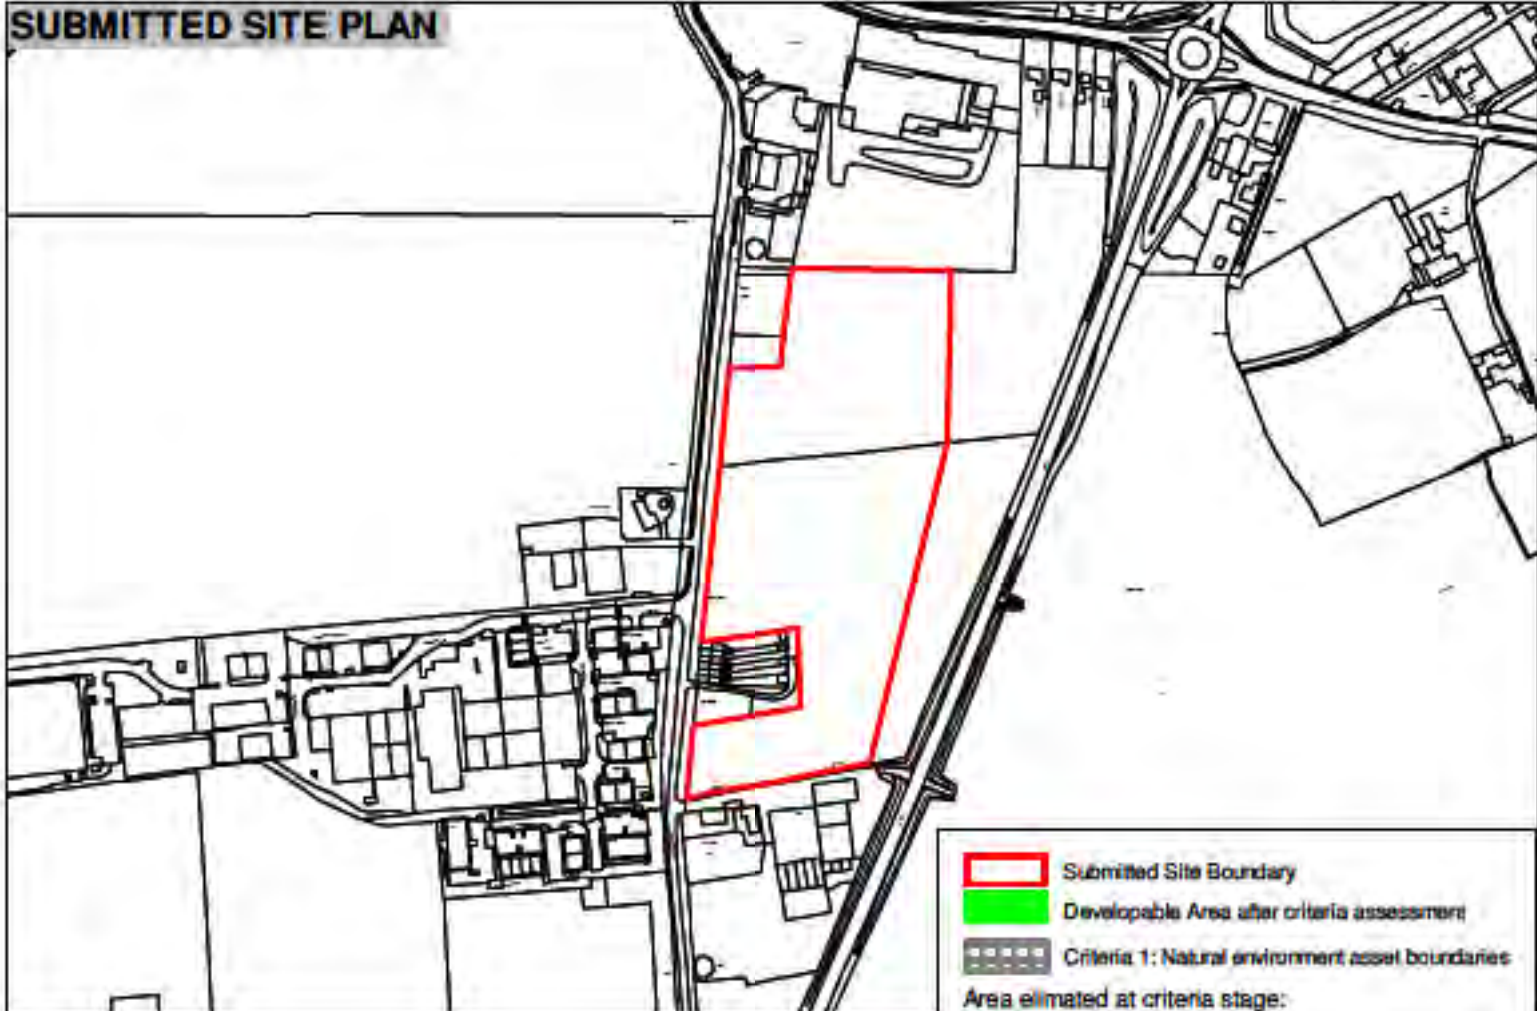 SUBMITTED SITE PLAN
Submitted Site Boundary
Developable Area after criteria assessment
Criteria 1: Natural environment asset boundaries
Area elimated at criteria stage: